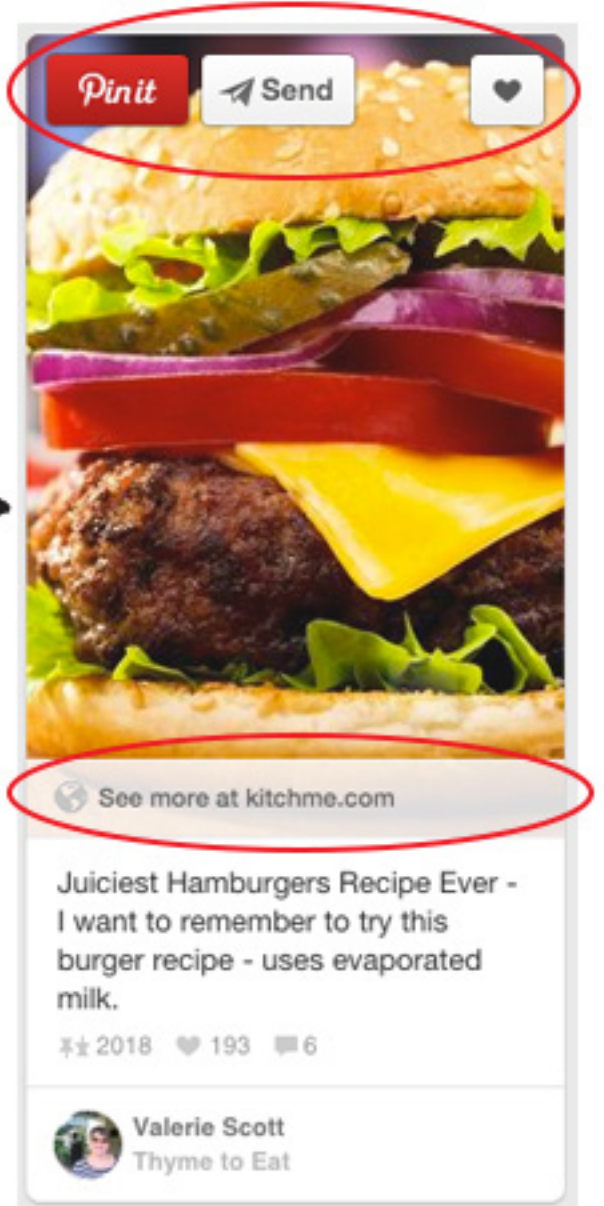 Pin it Send
See more at kitchme.com
Juiciest Hamburgers Recipe Ever -
I want to remember to try this
burger recipe - uses evaporated
milk.
2018 193 6
Valerie Scott
Thyme to Eat